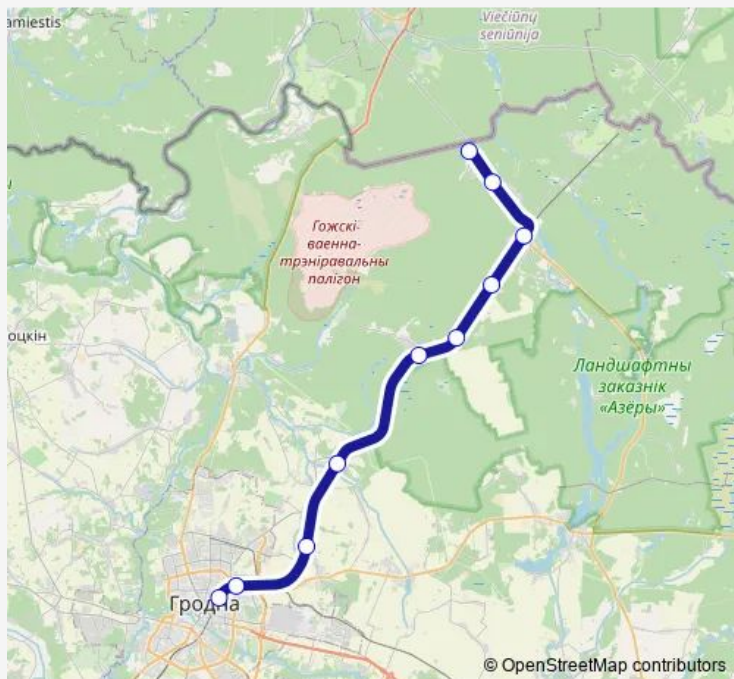 amiestis
Viečiūnų
seniūnija
Гожскі-
ваенна-
трэніравальны
палігон
оцкін
Ландшафтны
заказнік
«Азёры»
Гродна
© OpenStreetMap contributors